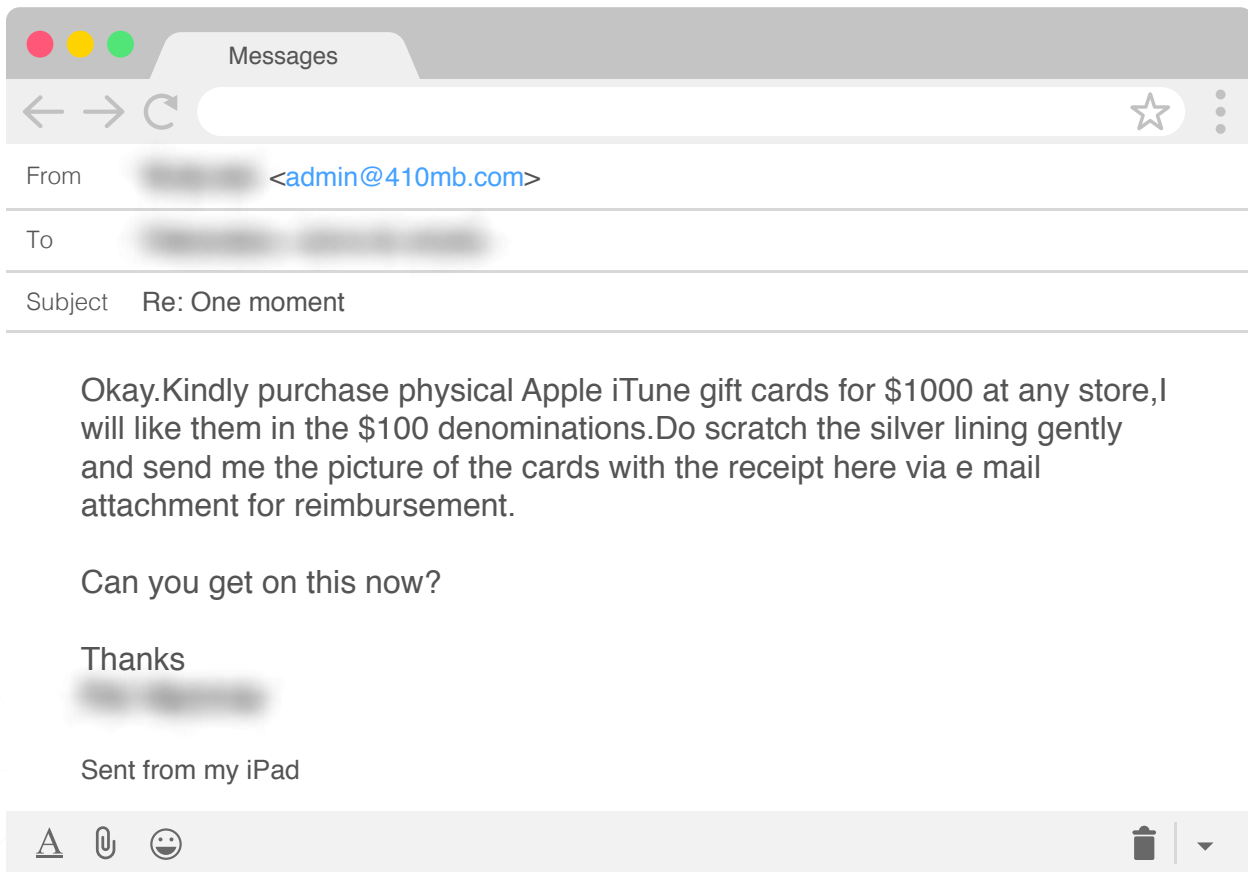 Messages
From <admin@410mb.com>
To
Subject Re: One moment
Okay.Kindly purchase physical Apple iTune gift cards for $1000 at any store,I
will like them in the $100 denominations.Do scratch the silver lining gently
and send me the picture of the cards with the receipt here via e mail
attachment for reimbursement.
Can you get on this now?
Thanks
Sent from my iPad
A